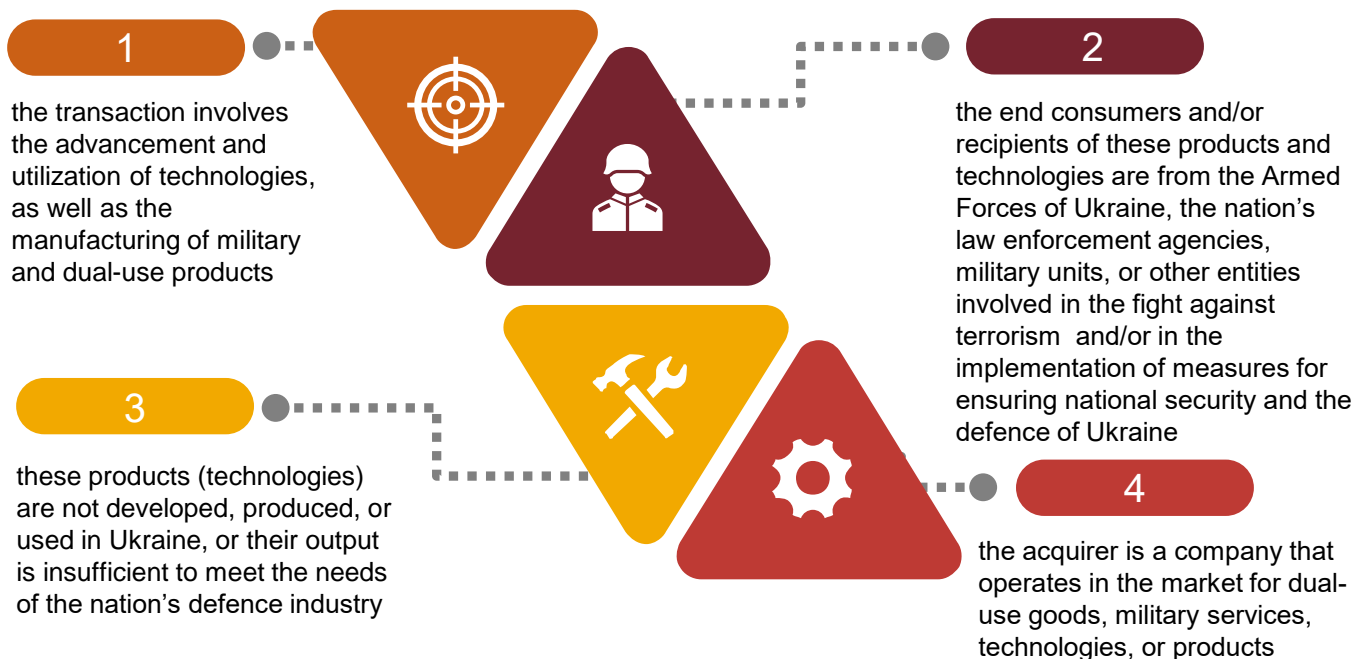 1
the transaction involves
the advancement and
utilization of technologies,
as well as the
manufacturing of military
and dual-use products
2
the end consumers and/or
recipients of these products and
technologies are from the Armed
Forces of Ukraine, the nation’s
law enforcement agencies,
military units, or other entities
involved in the fight against
terrorism  and/or in the
implementation of measures for
ensuring national security and the
defence of Ukraine
3
these products (technologies)
are not developed, produced, or
used in Ukraine, or their output
is insufficient to meet the needs
of the nation’s defence industry
4
the acquirer is a company that
operates in the market for dual-
use goods, military services,
technologies, or products